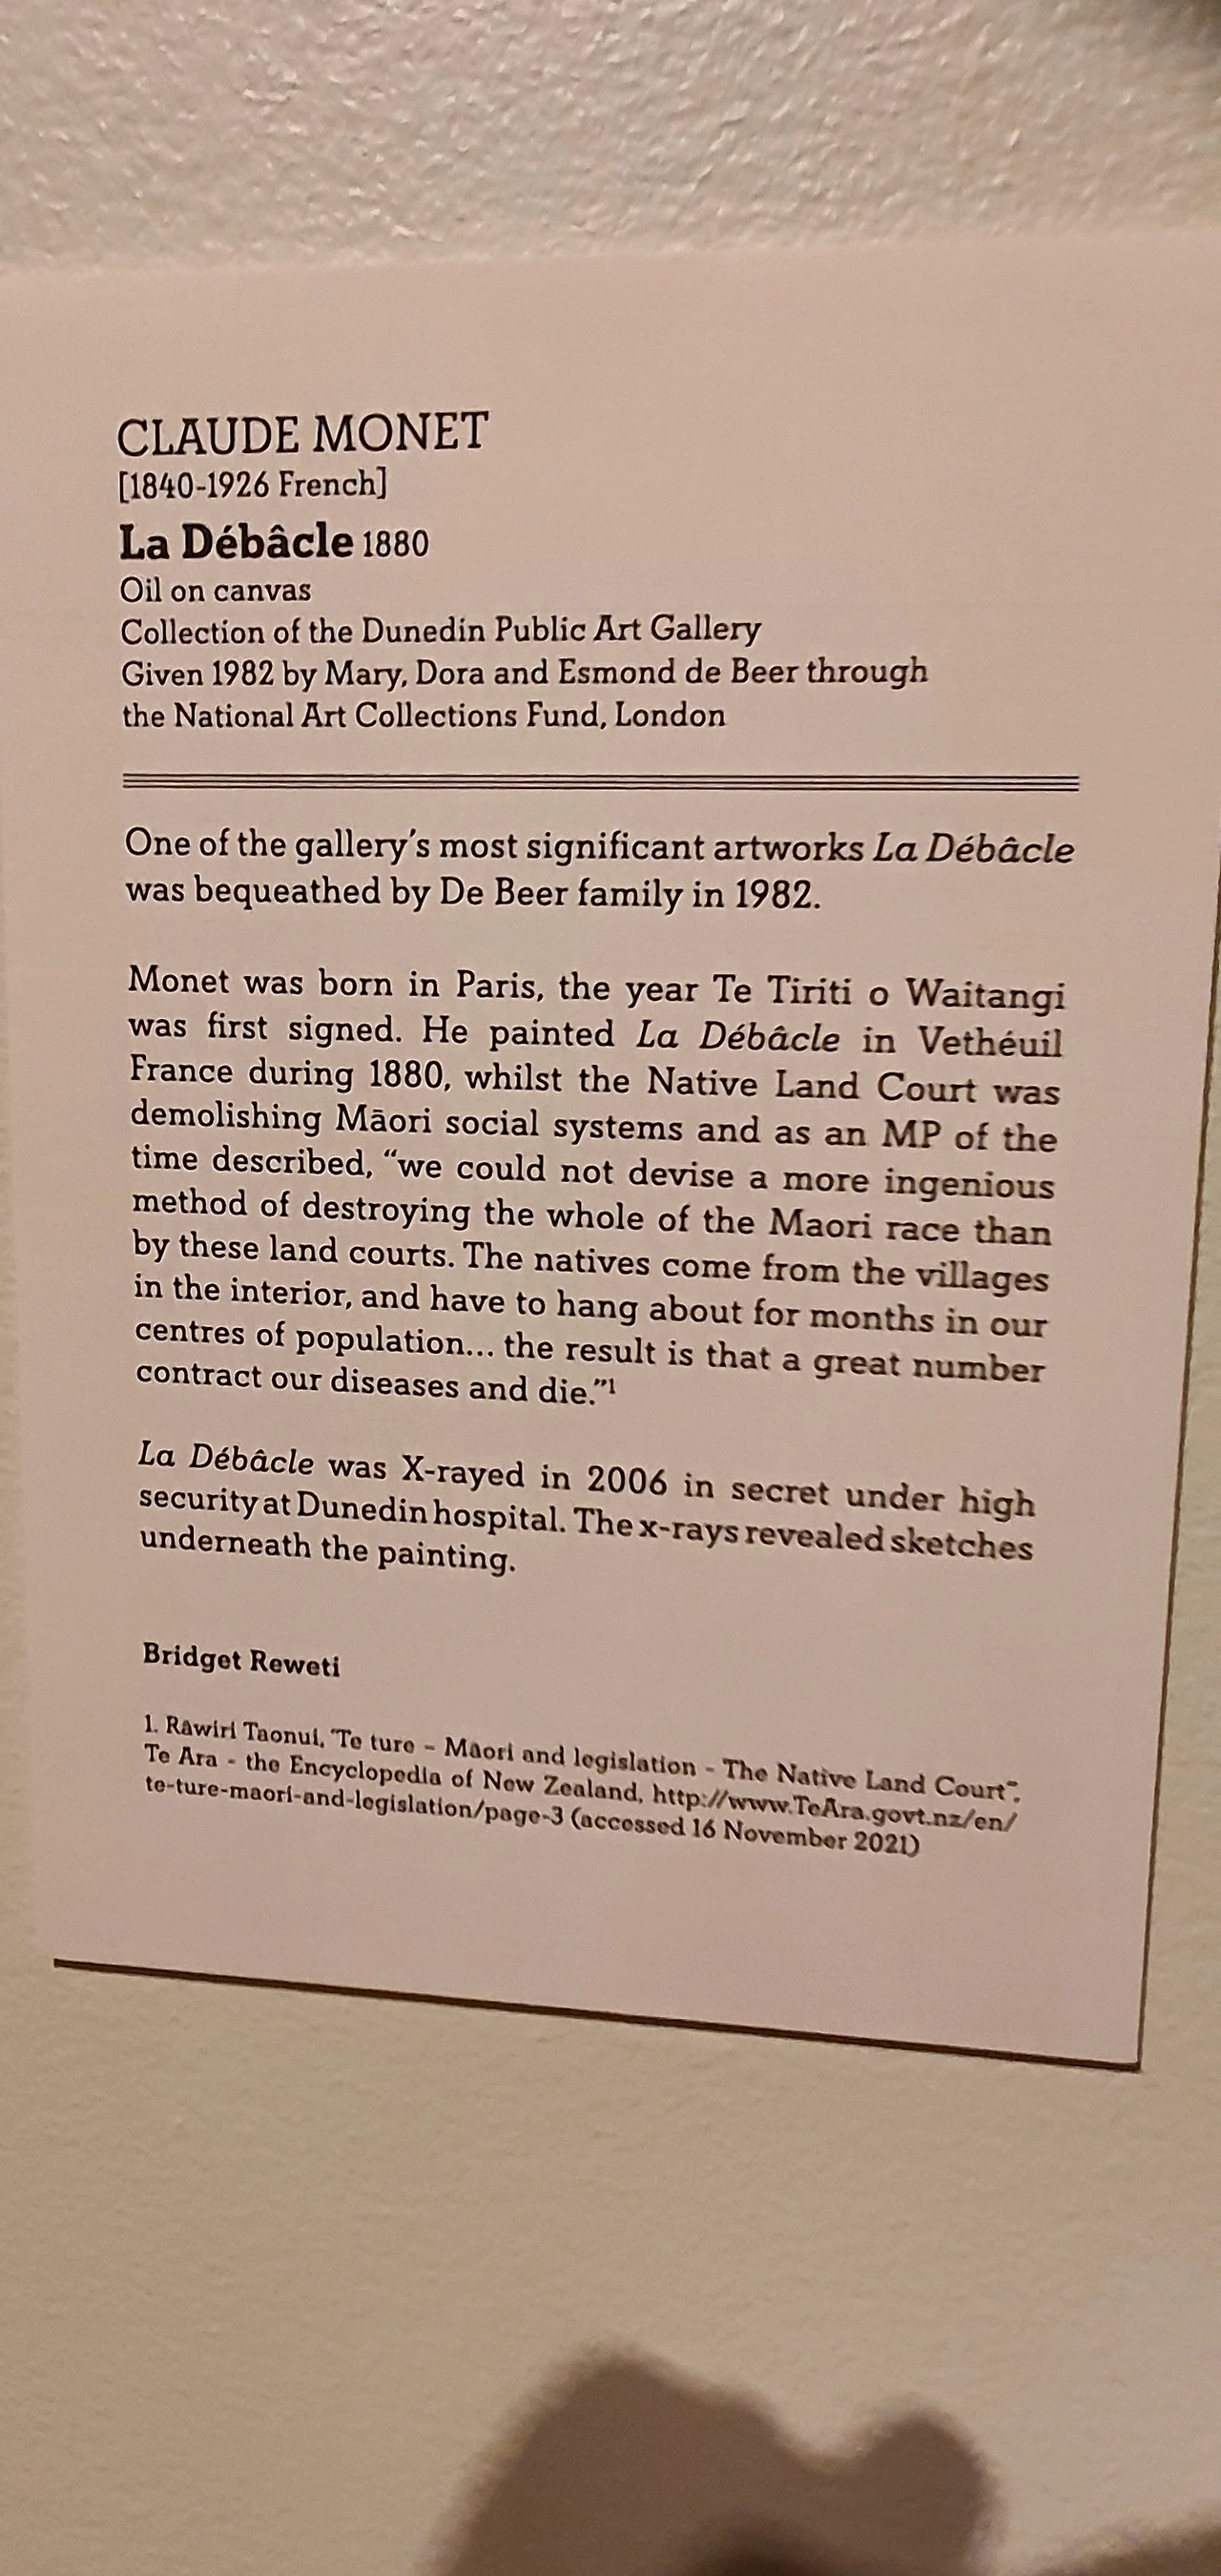 CLAUDE MONET
[1840-1926 French]
La Débâcle 1880
Oil on canvas
Collection of the Dunedin Public Art Gallery
Given 1982 by Mary, Dora and Esmond de Beer through
the National Art Collections Fund, London
One of the gallery's most significant artworks La Débâcle
was bequeathed by De Beer family in 1982.
Monet was born in Paris, the year Te Tiriti o Waitangi
was first signed. He painted La Débâcle in Vethéuil
France during 1880, whilst the Native Land Court was
demolishing Māori social systems and as an MP of the
time described, “we could not devise a more ingenious
method of destroying the whole of the Maori race than
by these land courts. The natives come from the villages
in the interior, and have to hang about for months in our
centres of population... the result is that a great number
contract our diseases and die.”¹
La Débâcle was X-rayed in 2006 in secret under high
security at Dunedin hospital. The x-rays revealed sketches
underneath the painting.
Bridget Reweti
1. Rawiri Taonui, 'Te ture – Maori and legislation - The Native Land Court”,
Te Ara - the Encyclopedia of New Zealand, http://www.TeAra.govt.nz/en/
te-ture-maori-and-legislation/page-3 (accessed 16 November 2021)